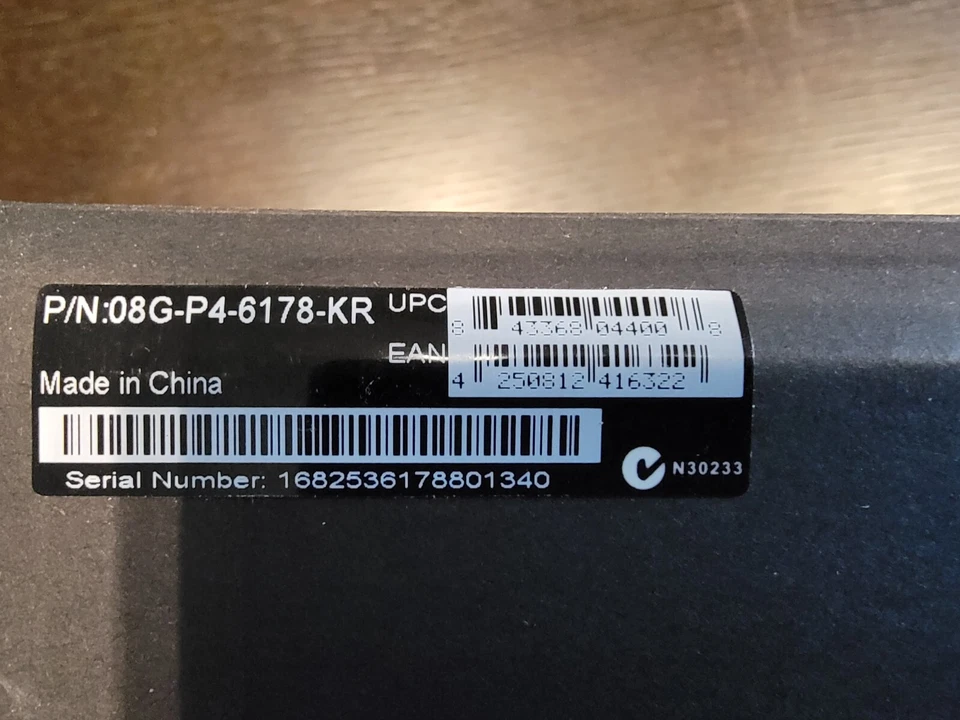 P/N:08G-P4-6178-KR
UPC
8 43368 04400 8
EAN
4 250812 416322
Made in China
Serial Number: 1682536178801340
N30233